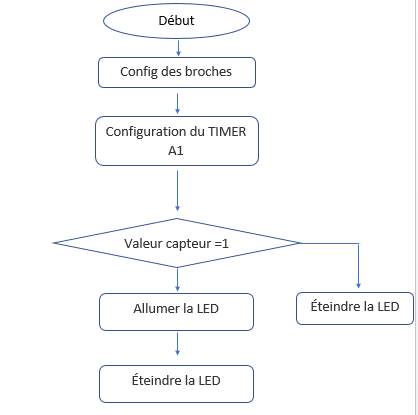 Début
Config des broches
Configuration du TIMER
A1
Valeur capteur =1
Allumer la LED
Éteindre la LED
Éteindre la LED